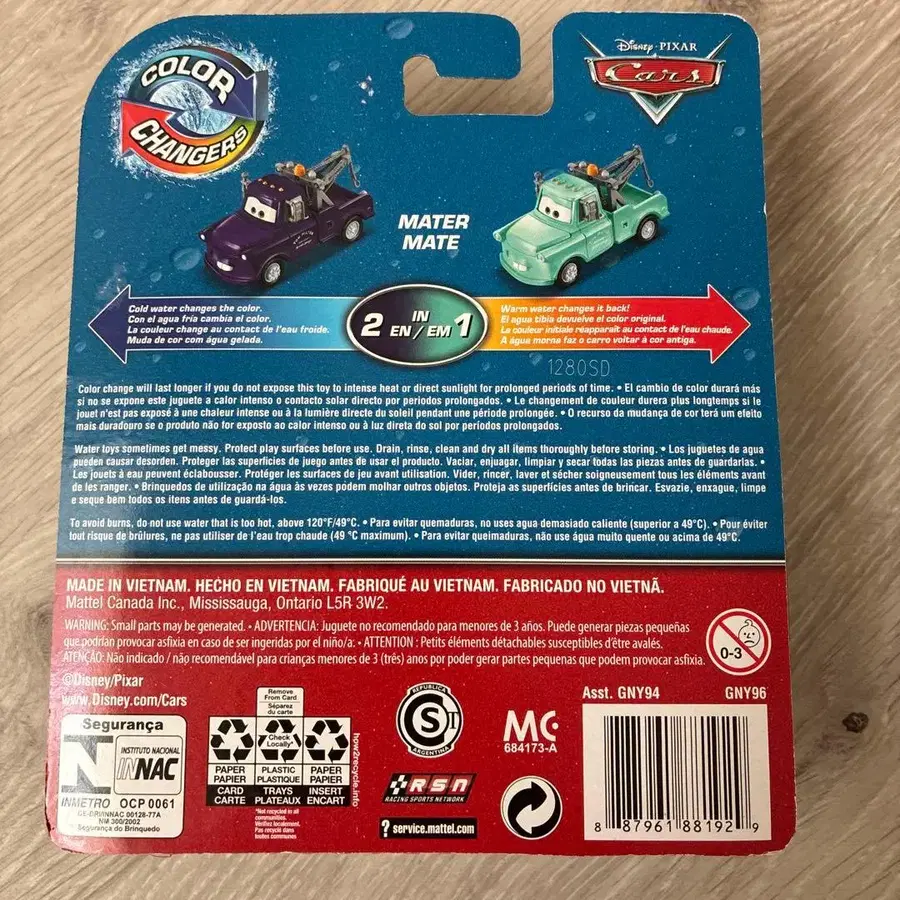 COLOR
CHANGERS
Disney · PIXAR
Cars
MATER
MATE
Cold water changes the color.
Con el agua fría cambia el color.
La couleur change au contact de l'eau froide.
Muda de cor com água gelada.
2 IN EN/EM 1
Warm water changes it back!
El agua tibia devuelve el color original.
La couleur initiale réapparaît au contact de l'eau chaude.
A água morna faz o carro voltar à cor antiga.
1280SD
Color change will last longer if you do not expose this toy to intense heat or direct sunlight for prolonged periods of time. • El cambio de color durará más
si no se expone este juguete a calor intenso o contacto solar directo por periodos prolongados. • Le changement de couleur durera plus longtemps si le
jouet n'est pas exposé à une chaleur intense ou à la lumière directe du soleil pendant une période prolongée. • O recurso da mudança de cor terá um efeito
mais duradouro se o produto não for exposto ao calor intenso ou à luz direta do sol por períodos prolongados.
Water toys sometimes get messy. Protect play surfaces before use. Drain, rinse, clean and dry all items thoroughly before storing. • Los juguetes de agua
pueden causar desorden. Proteger las superficies de juego antes de usar el producto. Vaciar, enjuagar, limpiar y secar todas las piezas antes de guardarlas. •
Les jouets à eau peuvent éclabousser. Protéger les surfaces de jeu avant utilisation. Vider, rincer, laver et sécher soigneusement tous les éléments avant
de les ranger. • Brinquedos de utilização na água às vezes podem molhar outros objetos. Proteja as superfícies antes de brincar. Esvazie, enxague, limpe
e seque bem todos os itens antes de guardá-los.
To avoid burns, do not use water that is too hot, above 120°F/49°C. • Para evitar quemaduras, no uses agua demasiado caliente (superior a 49°C). • Pour éviter
tout risque de brûlures, ne pas utiliser de l'eau trop chaude (49 °C maximum). • Para evitar queimaduras, não use água muito quente ou acima de 49°C.
MADE IN VIETNAM. HECHO EN VIETNAM. FABRIQUÉ AU VIETNAM. FABRICADO NO VIETNÃ.
Mattel Canada Inc., Mississauga, Ontario L5R 3W2.
WARNING: Small parts may be generated. • ADVERTENCIA: Juguete no recomendado para menores de 3 años. Puede generar piezas pequeñas
que podrían provocar asfixia en caso de ser ingeridas por el niño/a. • ATTENTION : Petits éléments détachables susceptibles d'être avalés.
ATENÇÃO: Não indicado / não recomendável para crianças menores de 3 (três) anos por poder gerar partes pequenas que podem provocar asfixia.
0-3
©Disney/Pixar
www.Disney.com/Cars
Asst. GNY94 GNY96
Segurança
INSTITUTO NACIONAL
INNAC
INMETRO OCP 0061
CE-BRI/INNAC 00128-77A
NM 300/2002
Segurança do Brinquedo
Remove
From Card
Séparez
du carte
Check
Locally*
PAPER
PAPIER
CARD
CARTE
PLASTIC
PLASTIQUE
TRAYS
PLATEAUX
PAPER
PAPIER
INSERT
ENCART
*Not recycled in all
communities.
Vérifiez localement.
Pas recyclé dans
toutes communes
how2recycle.info
REPUBLICA
S T
ARGENTINA
MC
684173-A
RSN
RACING SPORTS NETWORK
? service.mattel.com
8 87961 88192 9